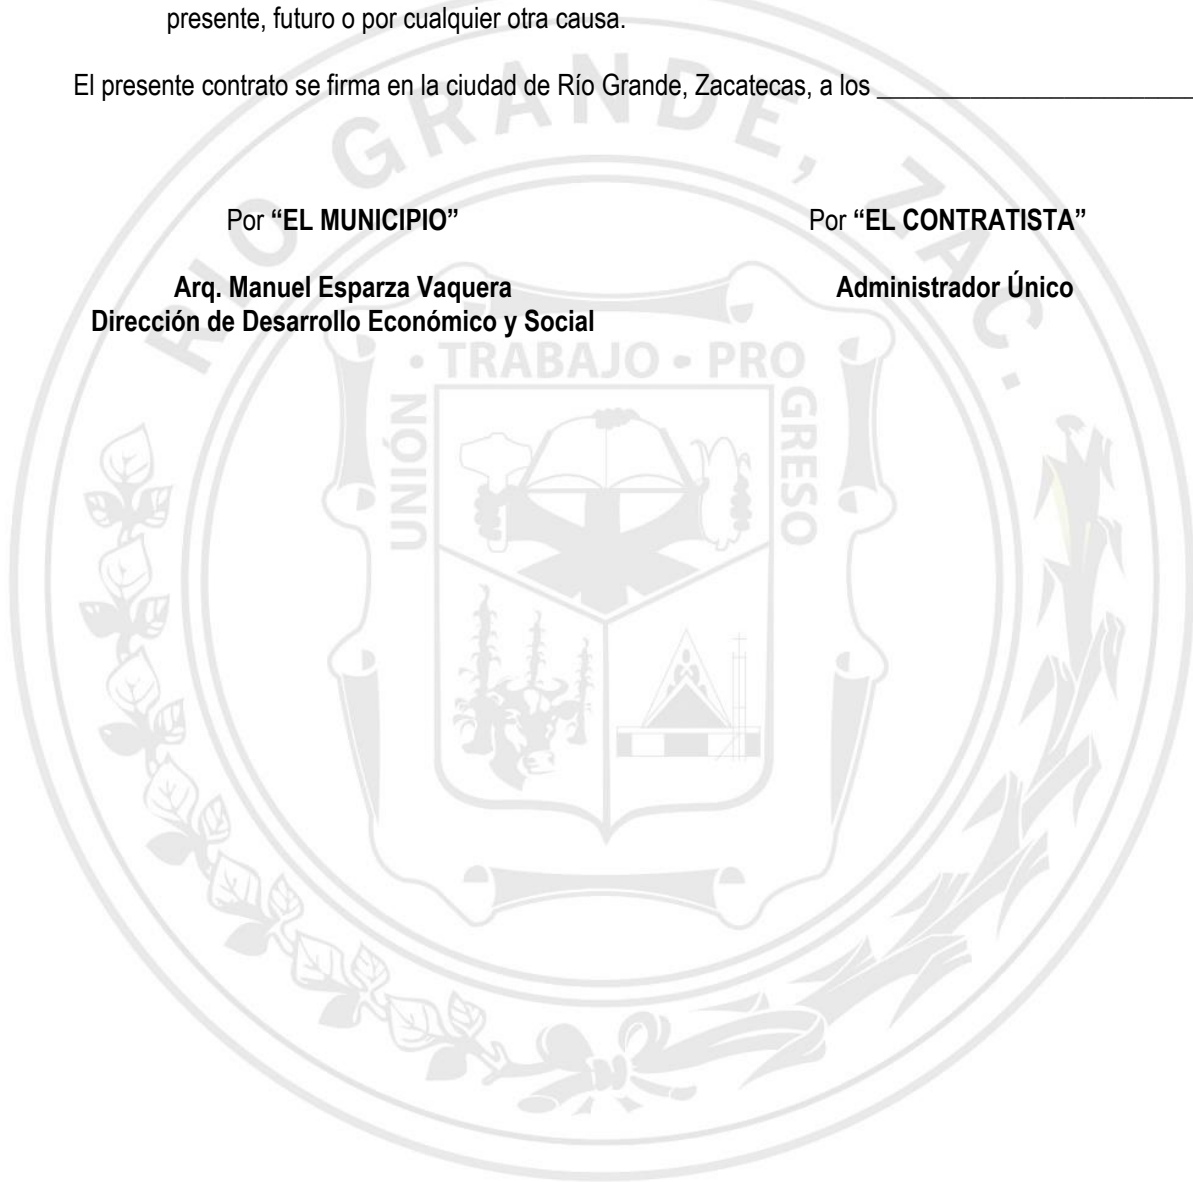 presente, futuro o por cualquier otra causa.
El presente contrato se firma en la ciudad de Río Grande, Zacatecas, a los ________________________
Por “EL MUNICIPIO”
Arq. Manuel Esparza Vaquera
Dirección de Desarrollo Económico y Social
Por “EL CONTRATISTA”
Administrador Único
RIO GRANDE, ZAC.
UNIÓN • TRABAJO • PROGRESO